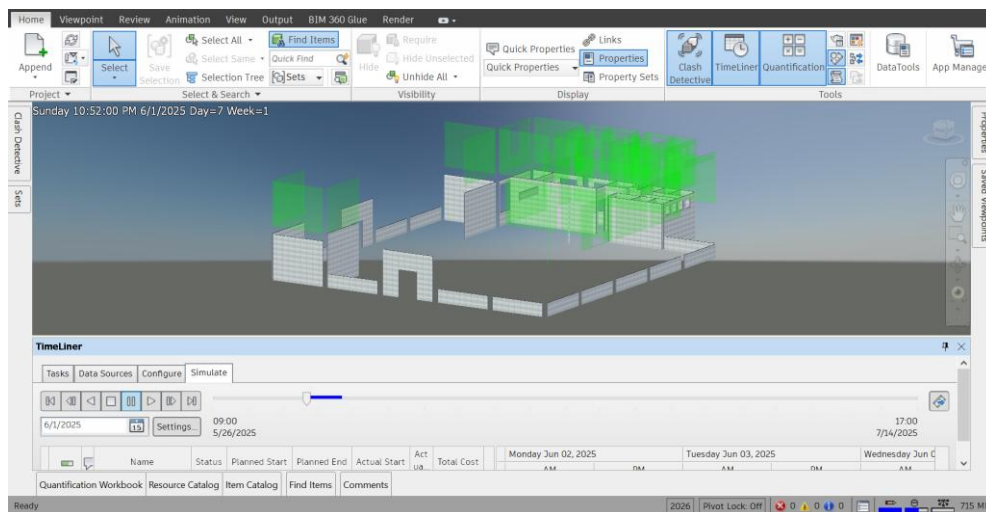 Home Viewpoint Review Animation View Output BIM 360 Glue Render
Append
Select
Save Selection
Select All
Select Same
Selection Tree
Find Items
Quick Find
Sets
Hide
Require
Hide Unselected
Unhide All
Quick Properties
Quick Properties
Links
Properties
Property Sets
Clash Detective
TimeLiner
Quantification
DataTools
App Manage
Project
Select & Search
Visibility
Display
Tools
Sunday 10:52:00 PM 6/1/2025 Day=7 Week=1
Clash Detective
Sets
Properties
Saved Viewpoints
TimeLiner
Tasks Data Sources Configure Simulate
6/1/2025
15
Settings...
09:00
5/26/2025
17:00
7/14/2025
Name Status Planned Start Planned End Actual Start Act ua... Total Cost
Monday Jun 02, 2025 Tuesday Jun 03, 2025 Wednesday Jun
AM PM AM PM AM
Quantification Workbook Resource Catalog Item Catalog Find Items Comments
Ready
2026 Pivot Lock: Off 0 0 0 715 M